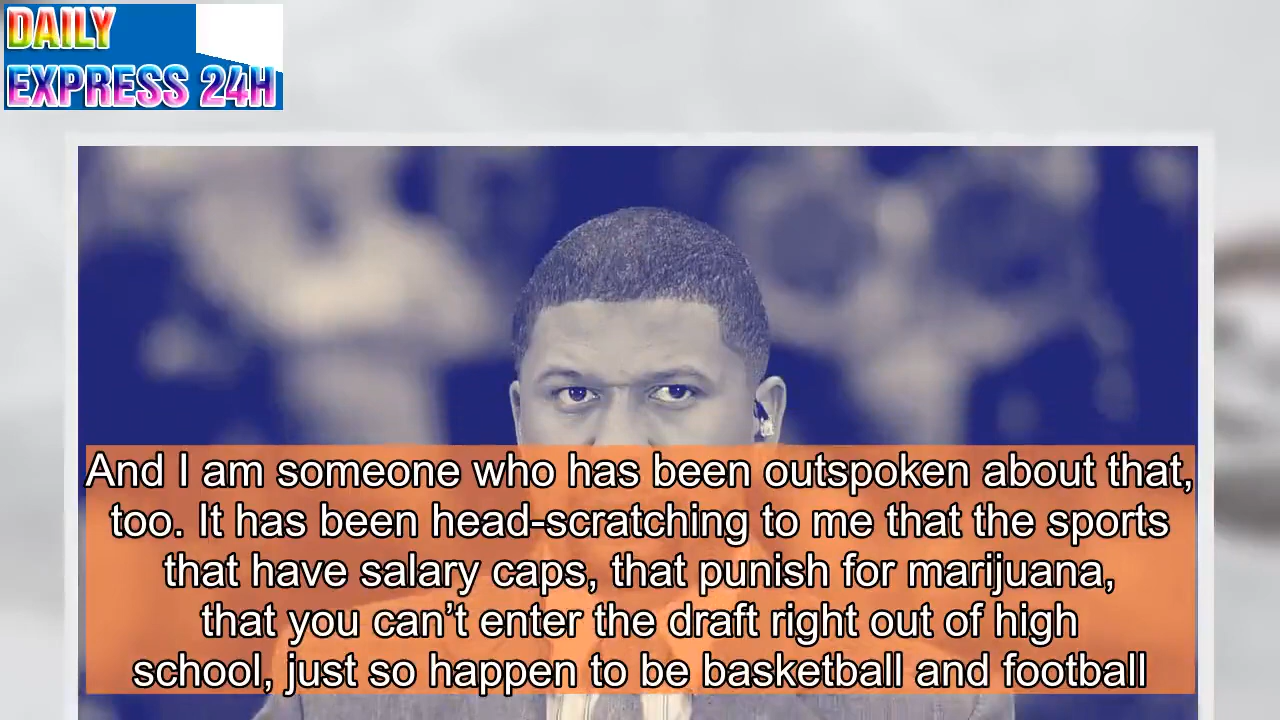 DAILY
EXPRESS 24H
And I am someone who has been outspoken about that,
too. It has been head-scratching to me that the sports
that have salary caps, that punish for marijuana,
that you can’t enter the draft right out of high
school, just so happen to be basketball and football